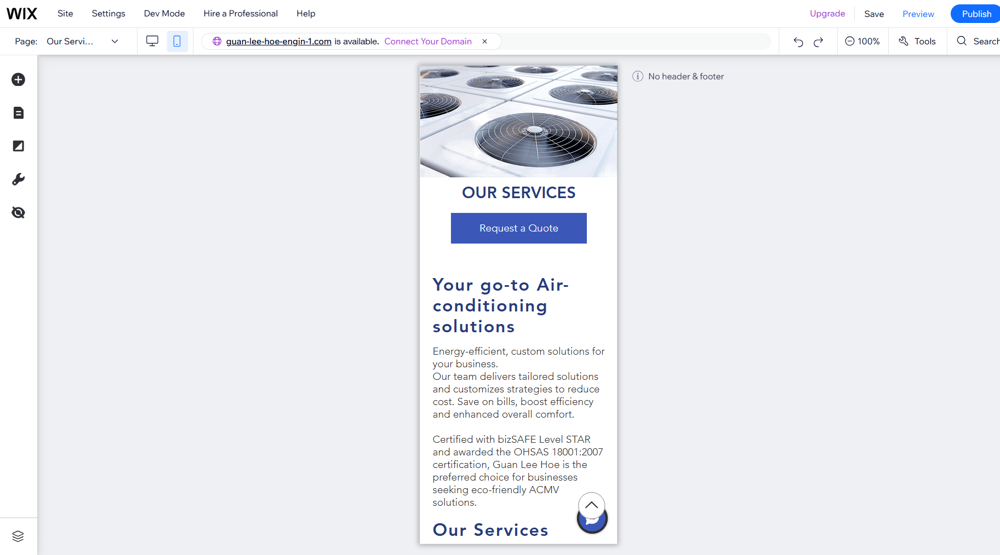 WIX Site Settings Dev Mode Hire a Professional Help Upgrade Save Preview Publish
Page: Our Servi... guan-lee-hoe-engin-1.com is available. Connect Your Domain × 100% Tools Search
No header & footer
OUR SERVICES
Request a Quote
Your go-to Air-
conditioning
solutions
Energy-efficient, custom solutions for
your business.
Our team delivers tailored solutions
and customizes strategies to reduce
cost. Save on bills, boost efficiency
and enhanced overall comfort.
Certified with bizSAFE Level STAR
and awarded the OHSAS 18001:2007
certification, Guan Lee Hoe is the
preferred choice for businesses
seeking eco-friendly ACMV
solutions.
Our Services